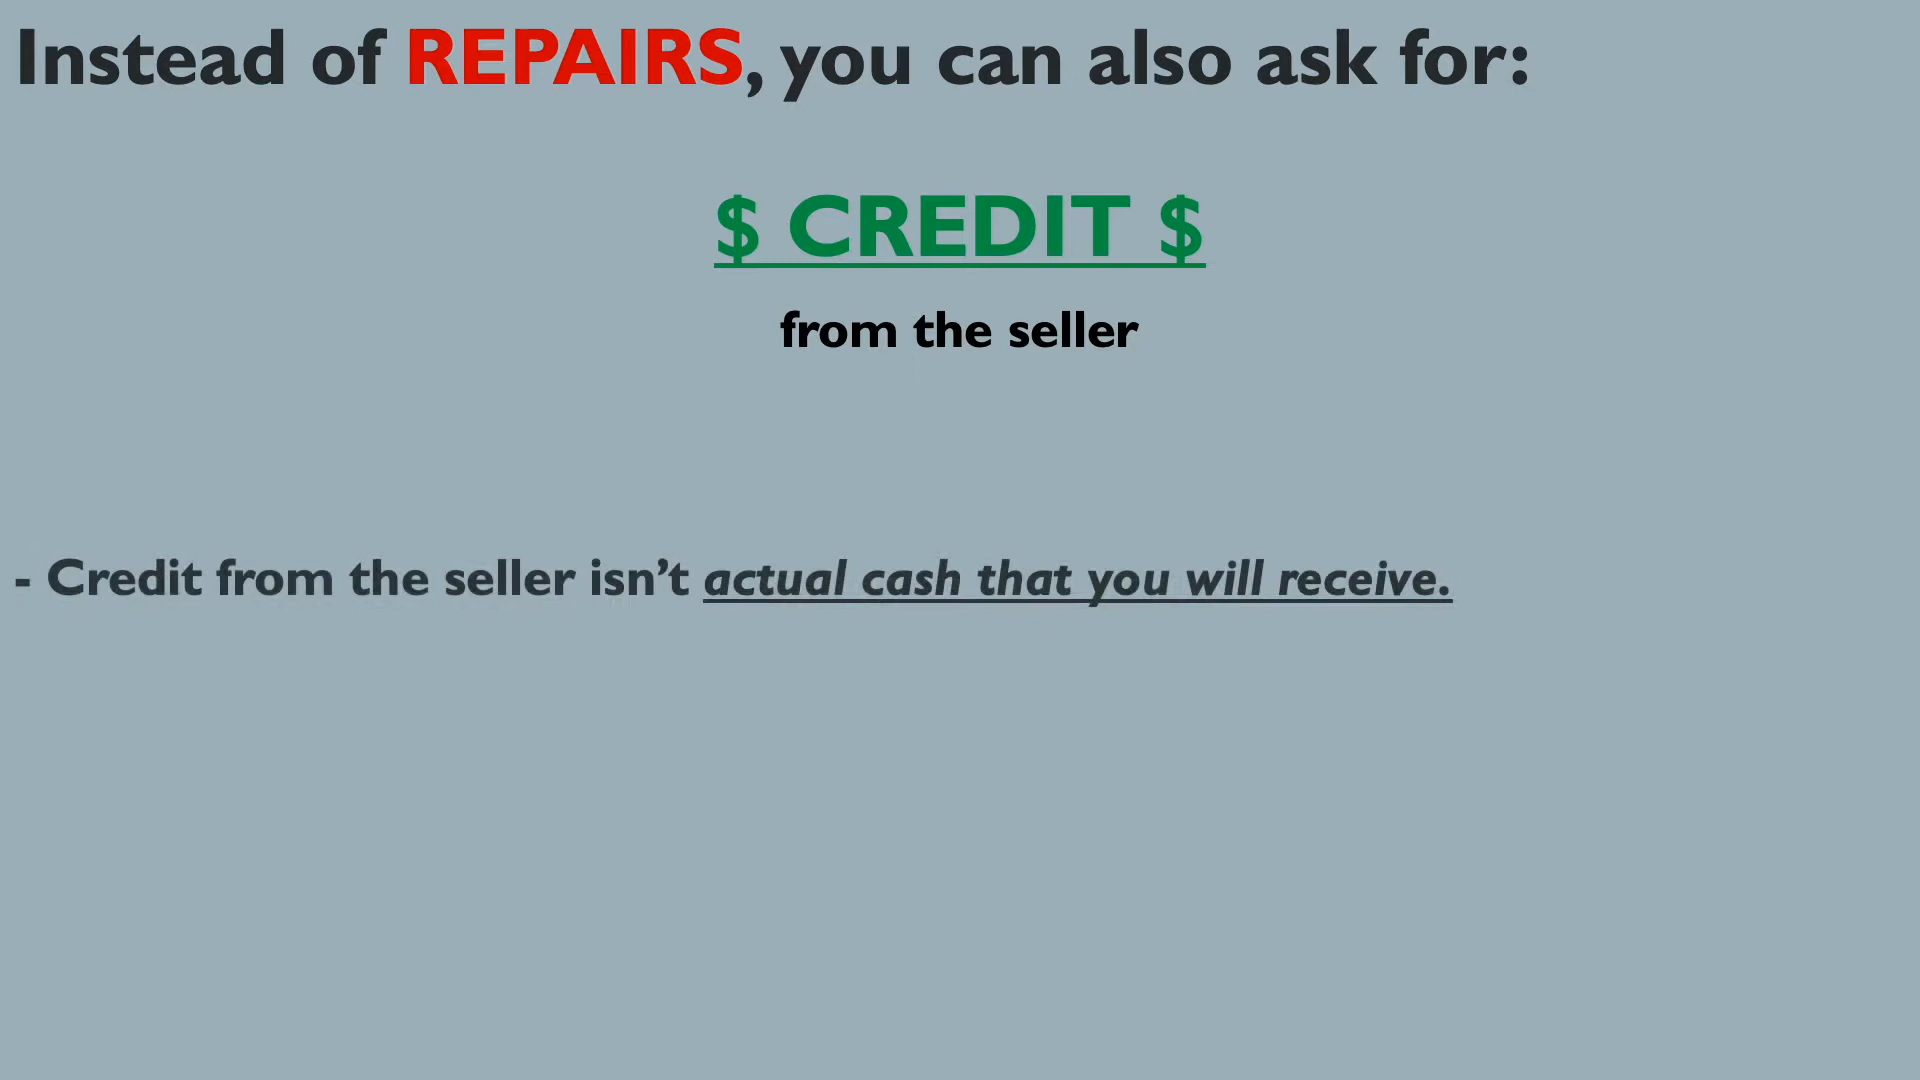 Instead of REPAIRS, you can also ask for:
$ CREDIT $
from the seller
- Credit from the seller isn’t actual cash that you will receive.